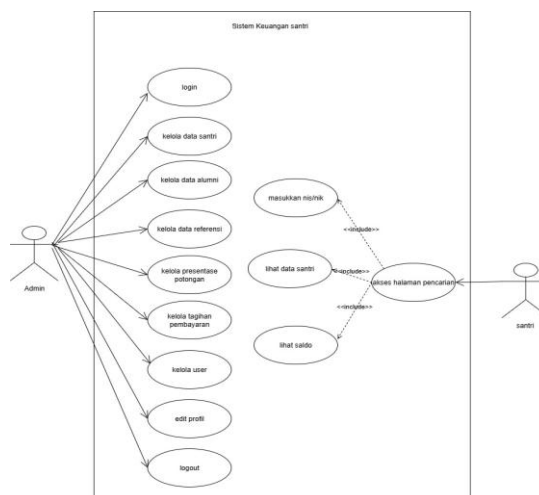 Sistem Keuangan santri
login
kelola data santri
kelola data alumni
kelola data referensi
kelola presentase
potongan
kelola tagihan
pembayaran
kelola user
edit profil
logout
Admin
masukkan nis/nik
lihat data santri
lihat saldo
<<include>>
<<include>>
<<include>>
akses halaman pencarian
santri